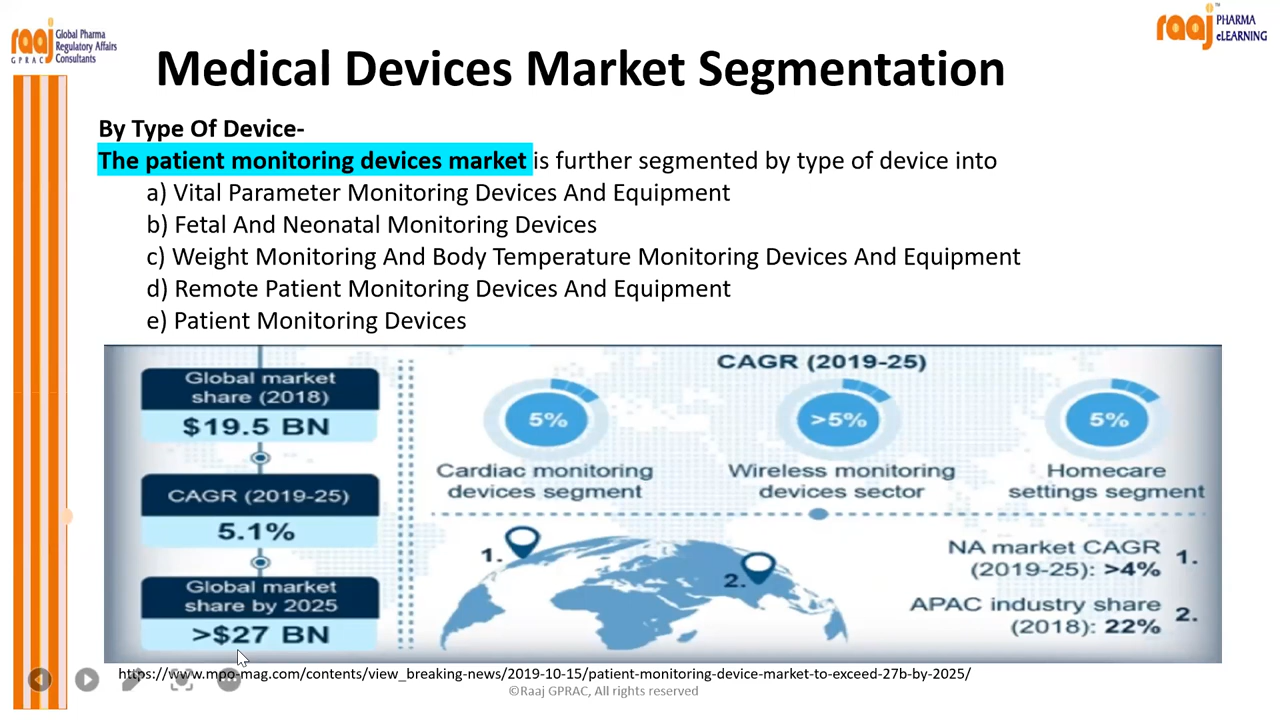 raaj
GPRAC
Global Pharma
Regulatory Affairs
Consultants
raaj™
PHARMA
eLEARNING
Medical Devices Market Segmentation
By Type Of Device-
The patient monitoring devices market is further segmented by type of device into
a) Vital Parameter Monitoring Devices And Equipment
b) Fetal And Neonatal Monitoring Devices
c) Weight Monitoring And Body Temperature Monitoring Devices And Equipment
d) Remote Patient Monitoring Devices And Equipment
e) Patient Monitoring Devices
Global market
share (2018)
$19.5 BN
CAGR (2019-25)
5.1%
Global market
share by 2025
>$27 BN
CAGR (2019-25)
5%
Cardiac monitoring
devices segment
>5%
Wireless monitoring
devices sector
5%
Homecare
settings segment
1.
2.
NA market CAGR
(2019-25): >4%
1.
APAC industry share
(2018): 22%
2.
https://www.mpo-mag.com/contents/view_breaking-news/2019-10-15/patient-monitoring-device-market-to-exceed-27b-by-2025/
©Raaj GPRAC, All rights reserved